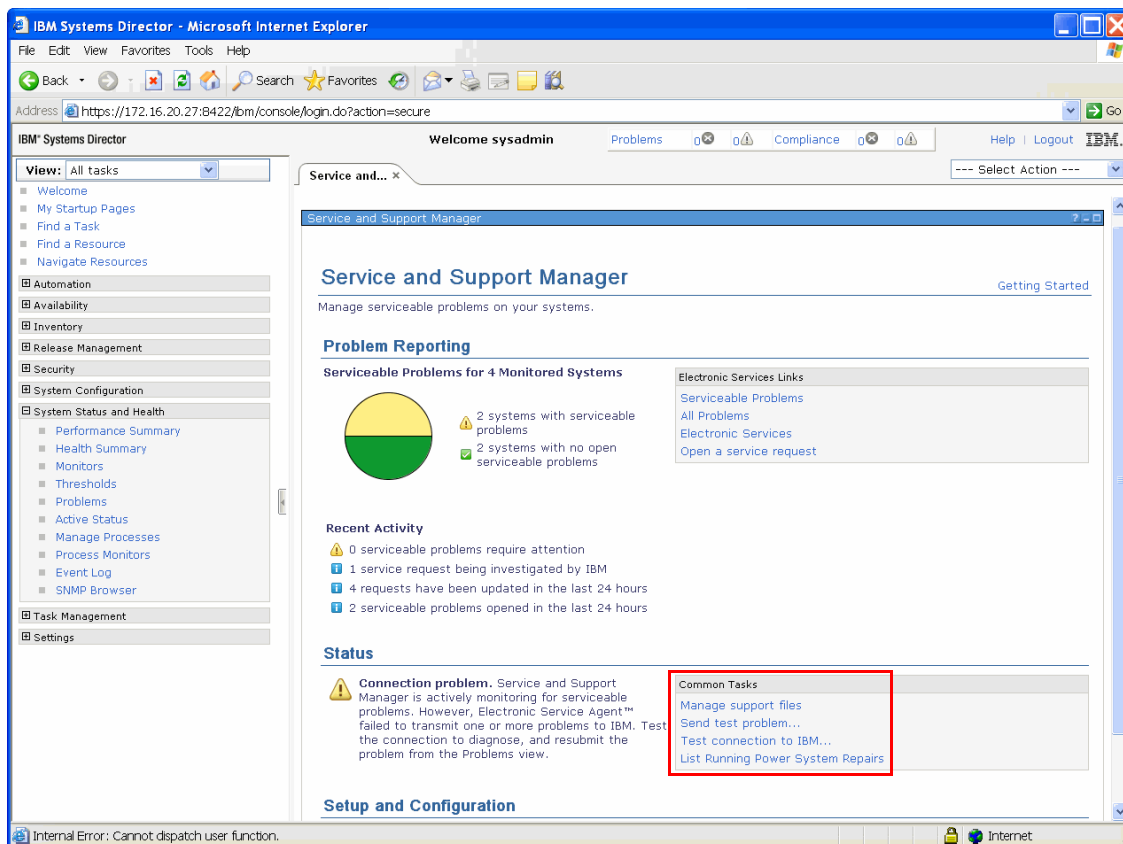 IBM Systems Director - Microsoft Internet Explorer
File Edit View Favorites Tools Help
Back Search Favorites
Address https://172.16.20.27:8422/ibm/console/login.do?action=secure Go
IBM® Systems Director Welcome sysadmin Problems 0 0 Compliance 0 0 Help | Logout IBM.
View: All tasks
Service and... ×
--- Select Action ---
Welcome
My Startup Pages
Find a Task
Find a Resource
Navigate Resources
Automation
Availability
Inventory
Release Management
Security
System Configuration
System Status and Health
Performance Summary
Health Summary
Monitors
Thresholds
Problems
Active Status
Manage Processes
Process Monitors
Event Log
SNMP Browser
Task Management
Settings
Service and Support Manager
Service and Support Manager
Getting Started
Manage serviceable problems on your systems.
Problem Reporting
Serviceable Problems for 4 Monitored Systems
2 systems with serviceable
problems
2 systems with no open
serviceable problems
Electronic Services Links
Serviceable Problems
All Problems
Electronic Services
Open a service request
Recent Activity
0 serviceable problems require attention
1 service request being investigated by IBM
4 requests have been updated in the last 24 hours
2 serviceable problems opened in the last 24 hours
Status
Connection problem. Service and Support
Manager is actively monitoring for serviceable
problems. However, Electronic Service Agent™
failed to transmit one or more problems to IBM. Test
the connection to diagnose, and resubmit the
problem from the Problems view.
Common Tasks
Manage support files
Send test problem...
Test connection to IBM...
List Running Power System Repairs
Setup and Configuration
Internal Error: Cannot dispatch user function.
Internet